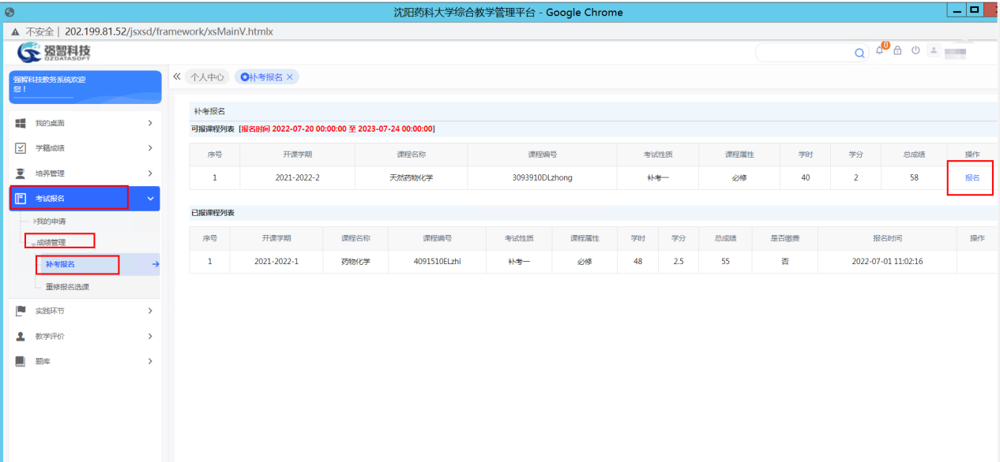 沈阳药科大学综合教学管理平台 - Google Chrome
不安全 | 202.199.81.52/jsxsd/framework/xsMainV.htmlx
强智科技
QZDATASOFT
0
强智科技教务系统欢迎
您!
个人中心 补考报名
我的桌面
学籍成绩
培养管理
考试报名
我的申请
成绩管理
补考报名
重修报名选课
实践环节
教学评价
题库
补考报名
可报课程列表 [报名时间 2022-07-20 00:00:00 至 2023-07-24 00:00:00]
序号 开课学期 课程名称 课程编号 考试性质 课程属性 学时 学分 总成绩 操作
1 2021-2022-2 天然药物化学 3093910DLzhong 补考一 必修 40 2 58 报名
已报课程列表
序号 开课学期 课程名称 课程编号 考试性质 课程属性 学时 学分 总成绩 是否缴费 报名时间 操作
1 2021-2022-1 药物化学 4091510ELzhi 补考一 必修 48 2.5 55 否 2022-07-01 11:02:16